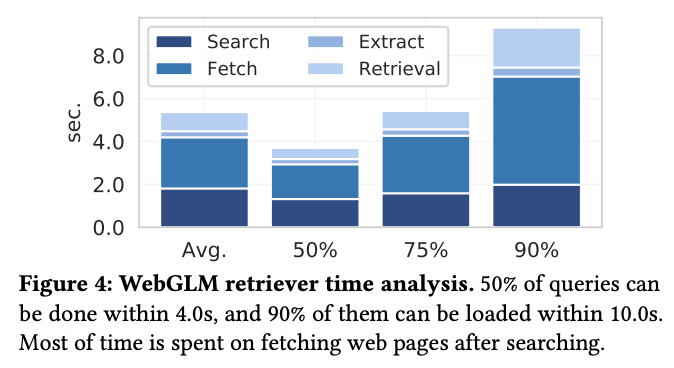 8.0
6.0
4.0
2.0
0.0
sec.
Search
Extract
Fetch
Retrieval
Avg.
50%
75%
90%
Figure 4: WebGLM retriever time analysis. 50% of queries can
be done within 4.0s, and 90% of them can be loaded within 10.0s.
Most of time is spent on fetching web pages after searching.